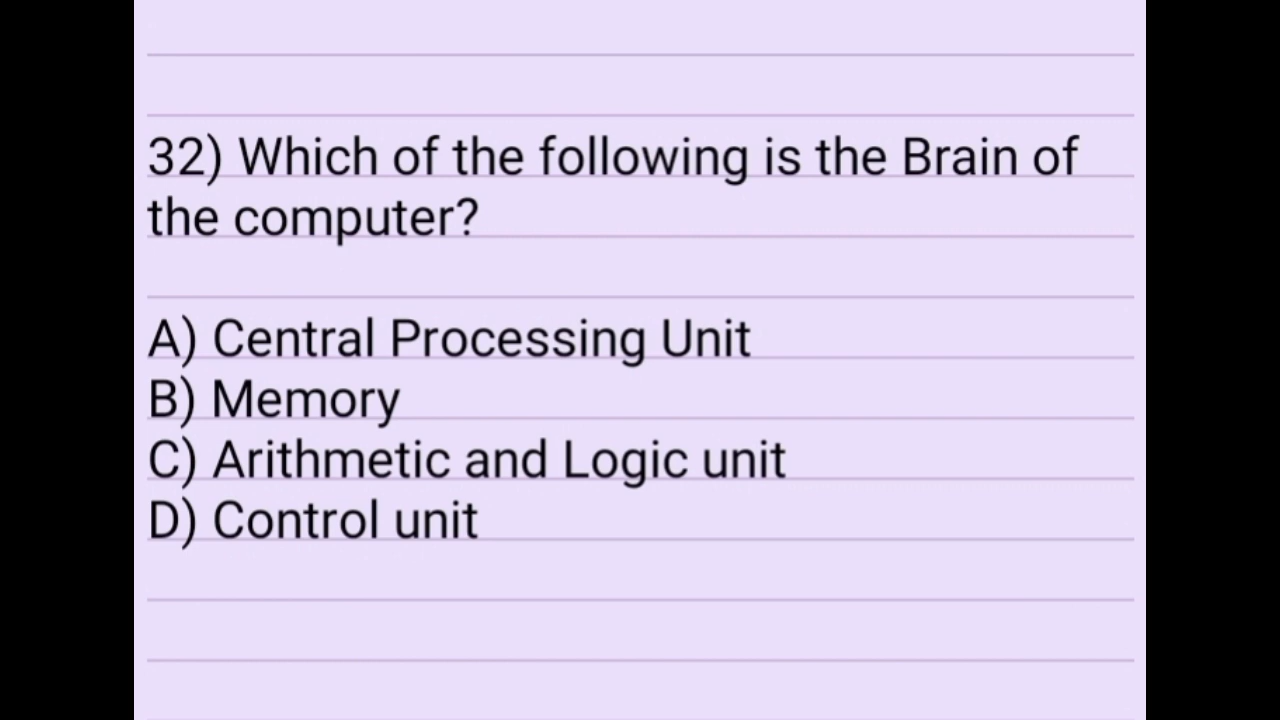 32) Which of the following is the Brain of
the computer?
A) Central Processing Unit
B) Memory
C) Arithmetic and Logic unit
D) Control unit